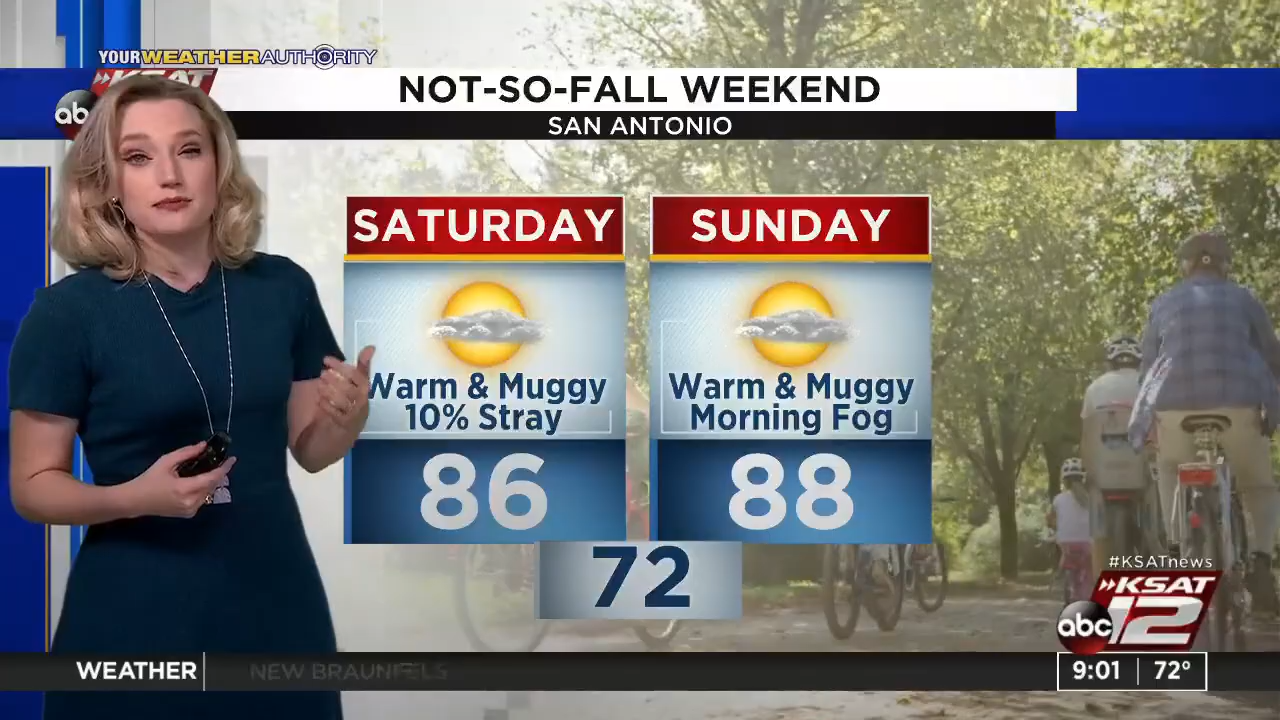 YOURWEATHERAUTHORITY
KSAT
ab
NOT-SO-FALL WEEKEND
SAN ANTONIO
SATURDAY
SUNDAY
Warm & Muggy
10% Stray
Warm & Muggy
Morning Fog
86
88
72
#KSATnews
KSAT
abc 12
WEATHER
NEW BRAUNFELS
9:01
72°